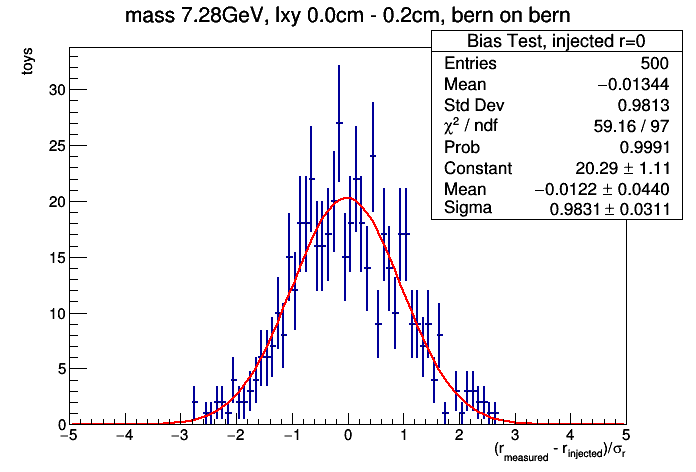 mass 7.28GeV, lxy 0.0cm - 0.2cm, bern on bern
Bias Test, injected r=0
Entries 500
Mean −0.01344
Std Dev 0.9813
χ² / ndf 59.16 / 97
Prob 0.9991
Constant 20.29 ± 1.11
Mean −0.0122 ± 0.0440
Sigma 0.9831 ± 0.0311
toys
30
25
20
15
10
5
0
−5 −4 −3 −2 −1 0 1 2 3 4 5
(r_measured - r_injected)/σ_r